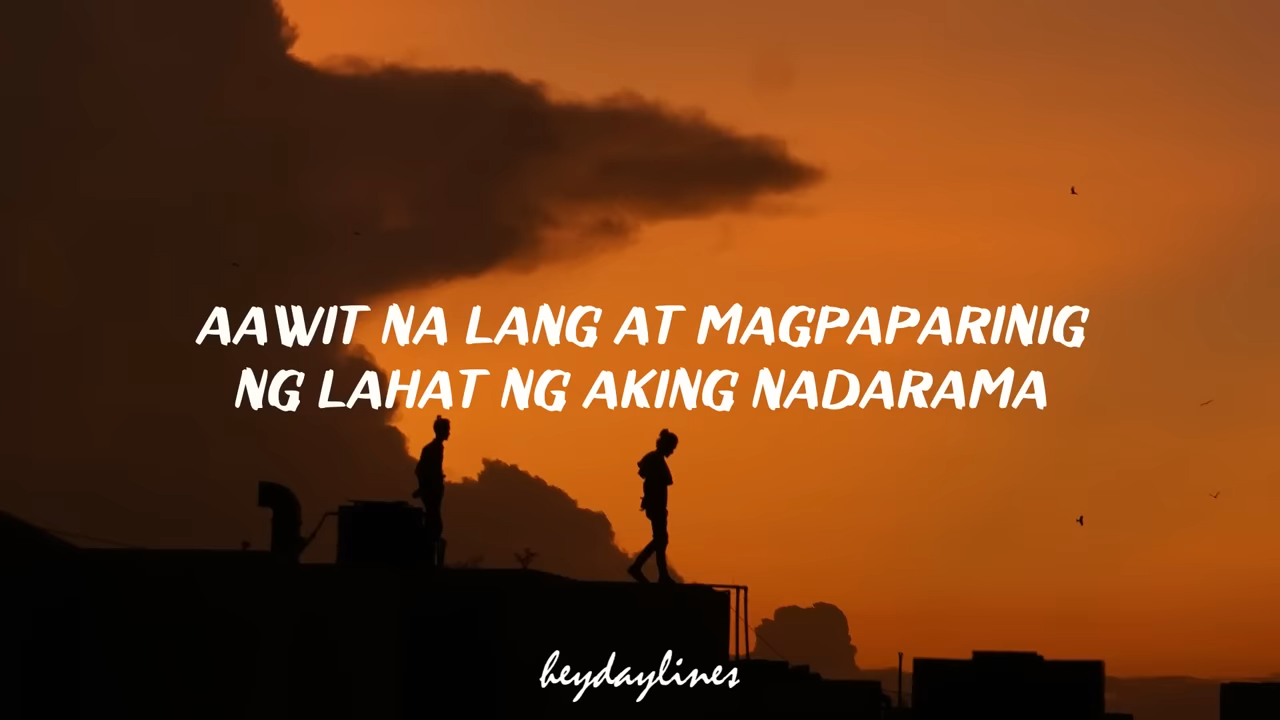 AAWIT NA LANG AT MAGPAPARINIG
NG LAHAT NG AKING NADARAMA
heydaylines